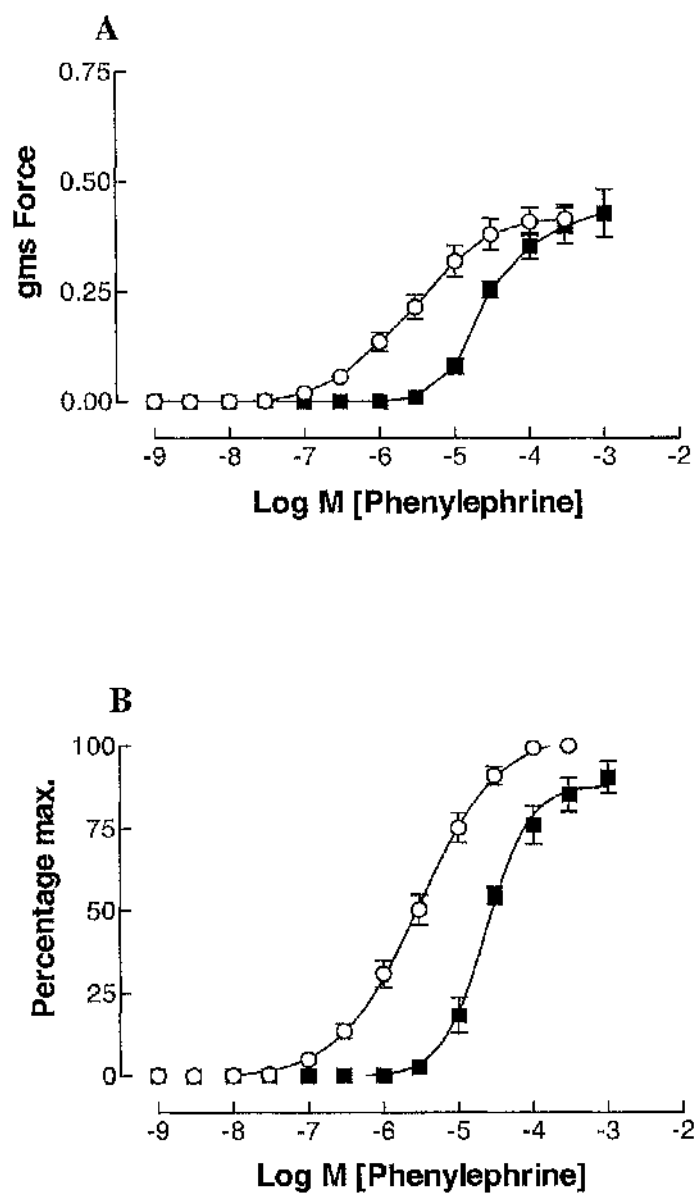 A
0.75
0.50
0.25
0.00
gms Force
-9 -8 -7 -6 -5 -4 -3 -2
Log M [Phenylephrine]
B
100
75
50
25
0
Percentage max.
-9 -8 -7 -6 -5 -4 -3 -2
Log M [Phenylephrine]